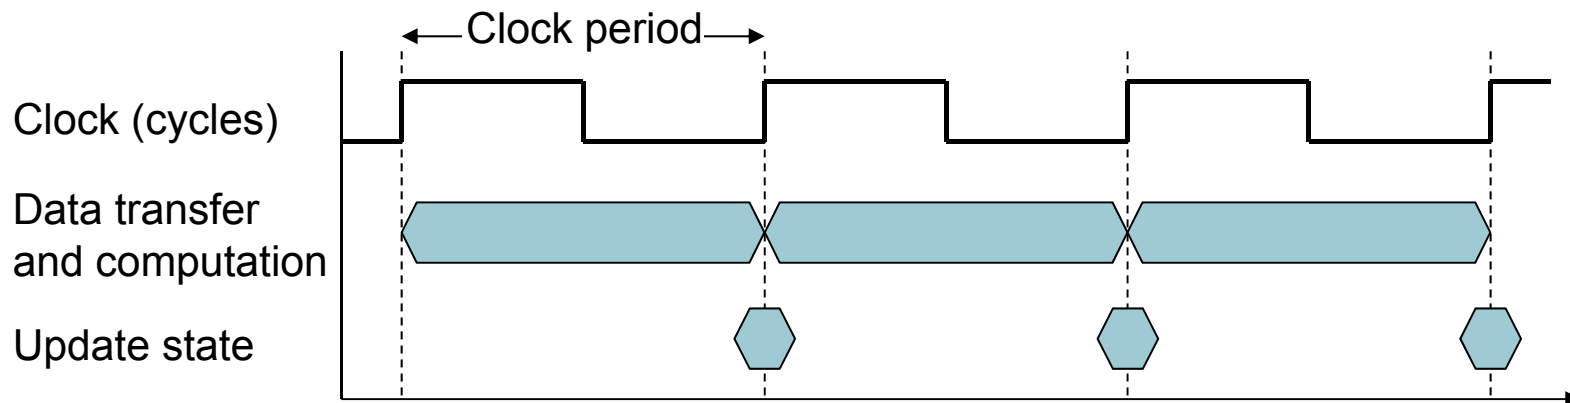 Clock period
Clock (cycles)
Data transfer
and computation
Update state